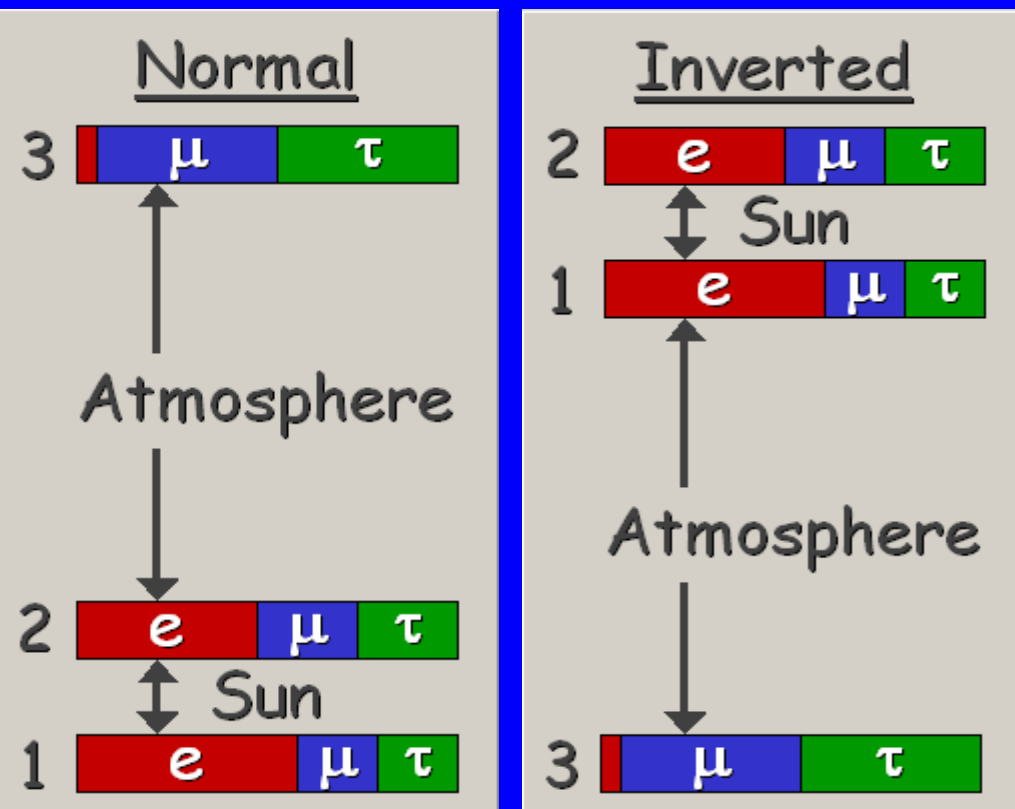 Normal
3 μ τ
Atmosphere
2 e μ τ
Sun
1 e μ τ
Inverted
2 e μ τ
Sun
1 e μ τ
Atmosphere
3 μ τ